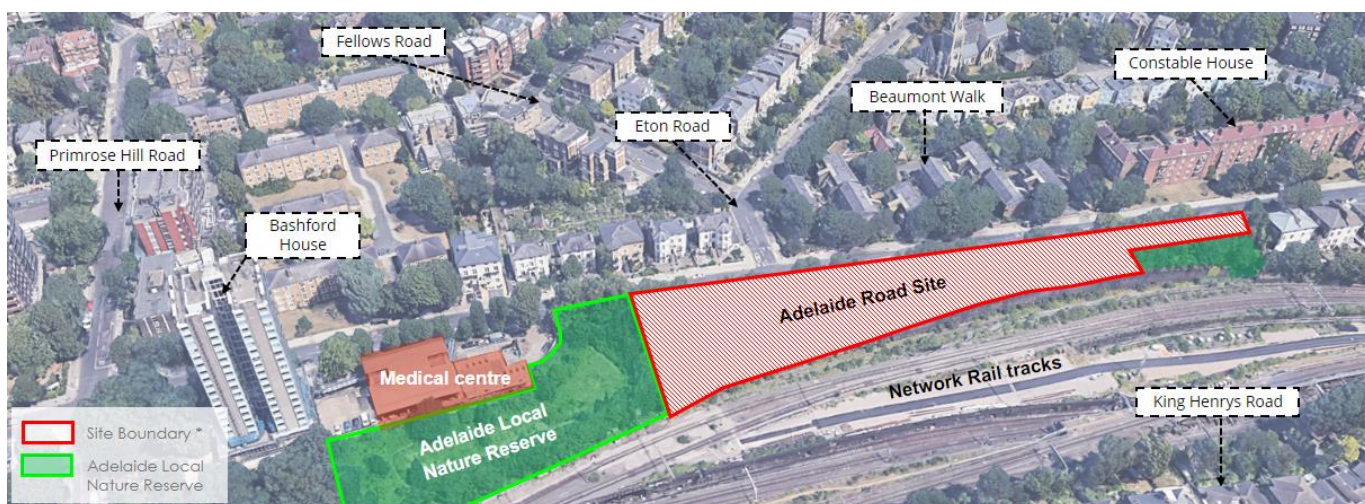 Fellows Road
Constable House
Beaumont Walk
Eton Road
Primrose Hill Road
Bashford
House
Adelaide Road Site
Medical centre
Network Rail tracks
Adelaide Local
Nature Reserve
King Henrys Road
Site Boundary *
Adelaide Local
Nature Reserve